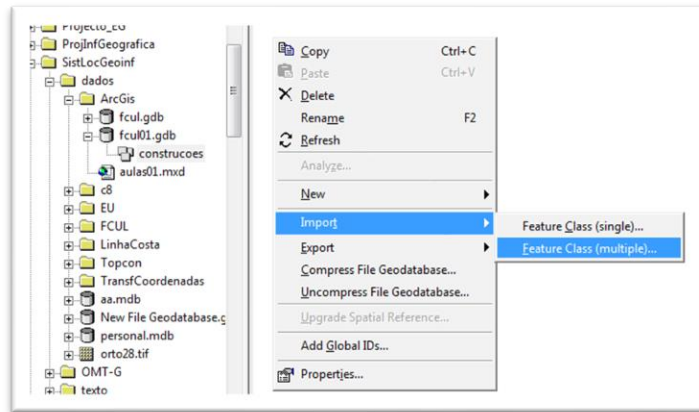 Projecto_EG
ProjInfGeografica
SistLocGeoinf
dados
ArcGis
fcul.gdb
fcul01.gdb
construcoes
aulas01.mxd
c8
EU
FCUL
LinhaCosta
Topcon
TransfCoordenadas
aa.mdb
New File Geodatabase.g
personal.mdb
orto28.tif
OMT-G
texto
Copy Ctrl+C
Paste Ctrl+V
Delete
Rename F2
Refresh
Analyze...
New
Import
Export
Compress File Geodatabase...
Uncompress File Geodatabase...
Upgrade Spatial Reference...
Add Global IDs...
Properties...
Feature Class (single)...
Feature Class (multiple)...